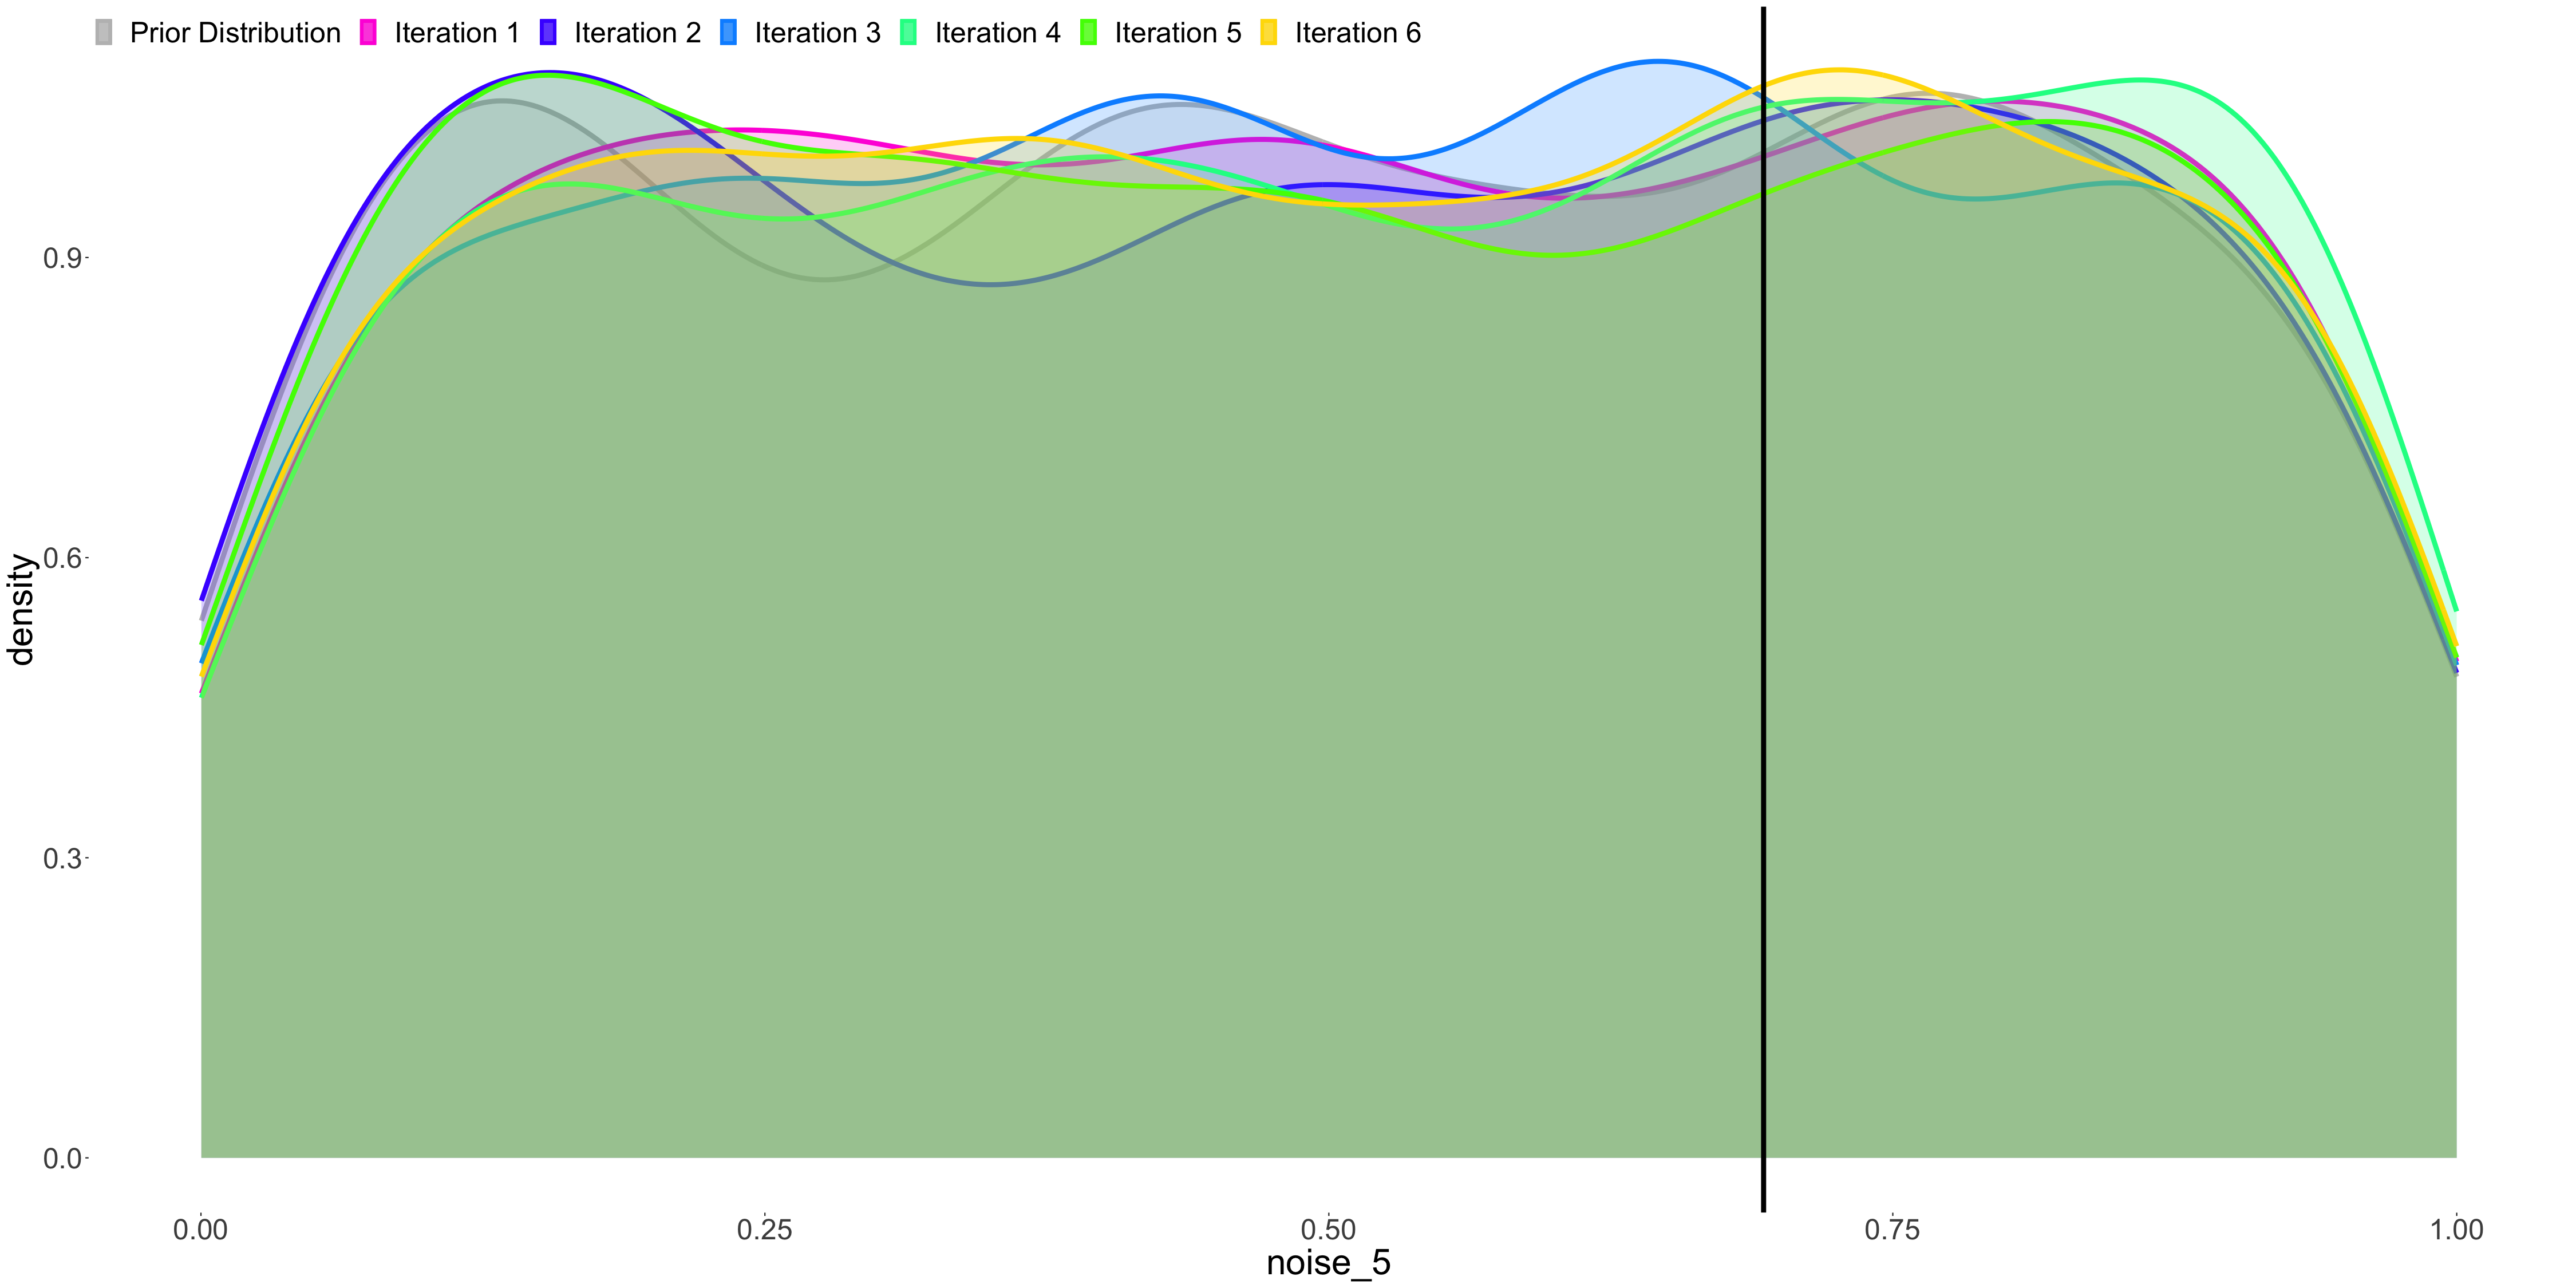 Prior Distribution Iteration 1 Iteration 2 Iteration 3 Iteration 4 Iteration 5 Iteration 6
density
0.9
0.6
0.3
0.0
0.00 0.25 0.50 0.75 1.00
noise_5